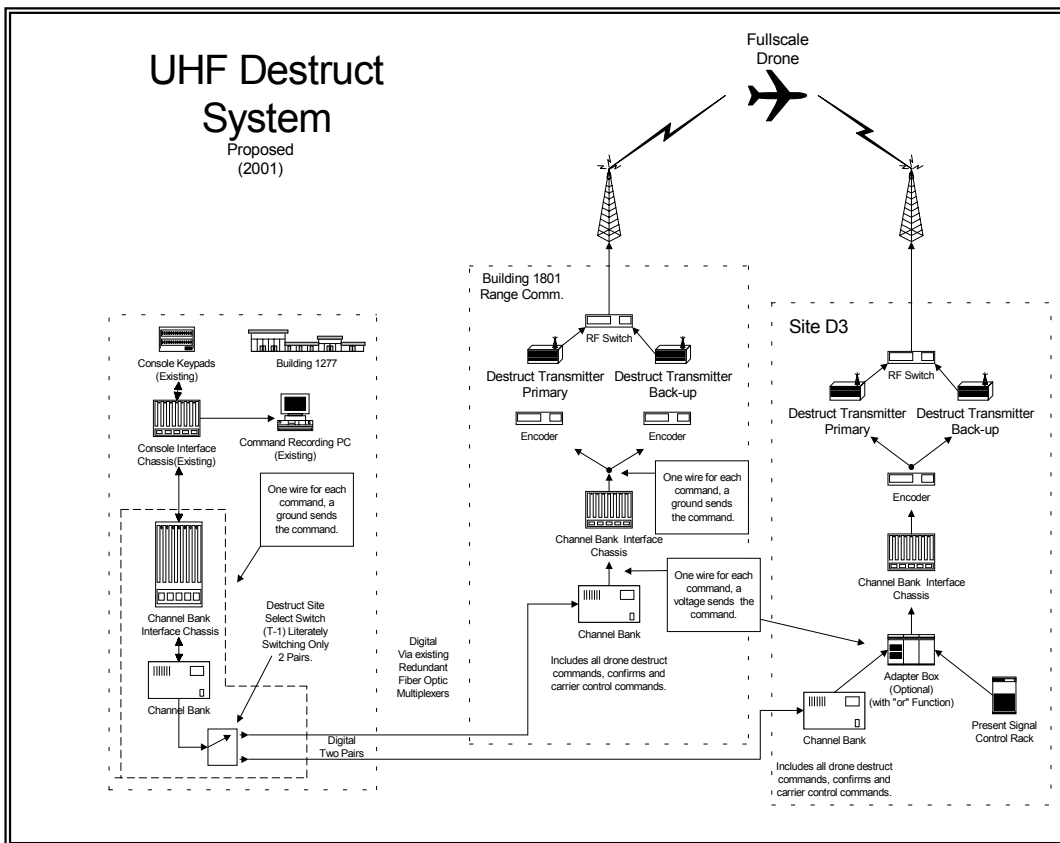 UHF Destruct
System
Proposed
(2001)
Fullscale
Drone
Console Keypads
(Existing)
Building 1277
Console Interface
Chassis(Existing)
Command Recording PC
(Existing)
One wire for each
command, a
ground sends
the command.
Channel Bank
Interface Chassis
Destruct Site
Select Switch
(T-1) Literately
Switching Only
2 Pairs.
Channel Bank
Digital
Two Pairs
Digital
Via existing
Redundant
Fiber Optic
Multiplexers
Building 1801
Range Comm.
RF Switch
Destruct Transmitter
Primary
Destruct Transmitter
Back-up
Encoder
Encoder
One wire for each
command, a
ground sends
the command.
Channel Bank Interface
Chassis
One wire for each
command, a
voltage sends the
command.
Channel Bank
Includes all drone destruct
commands, confirms and
carrier control commands.
Site D3
RF Switch
Destruct Transmitter
Primary
Destruct Transmitter
Back-up
Encoder
Channel Bank Interface
Chassis
Adapter Box
(Optional)
(with "or" Function)
Present Signal
Control Rack
Channel Bank
Includes all drone destruct
commands, confirms and
carrier control commands.